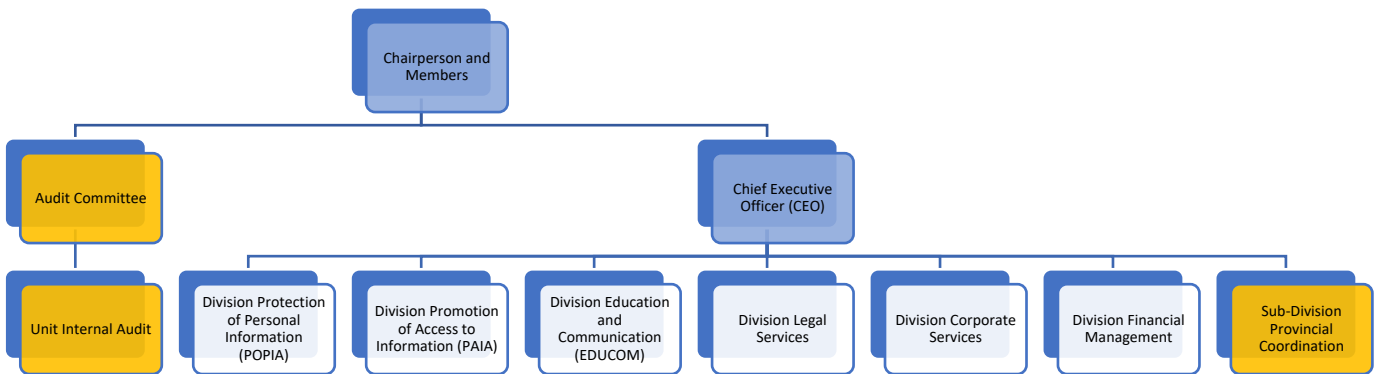 Chairperson and
Members
Audit Committee
Chief Executive
Officer (CEO)
Unit Internal Audit
Division Protection
of Personal
Information
(POPIA)
Division Promotion
of Access to
Information (PAIA)
Division Education
and
Communication
(EDUCOM)
Division Legal
Services
Division Corporate
Services
Division Financial
Management
Sub-Division
Provincial
Coordination